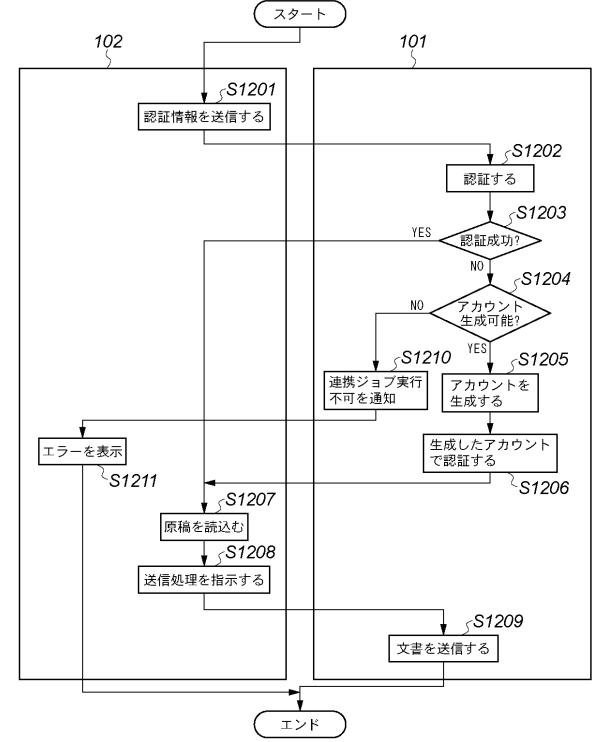 スタート
102
101
S1201
認証情報を送信する
S1202
認証する
S1203
YES
認証成功?
NO
S1204
NO
アカウント
生成可能?
YES
S1210
S1205
連携ジョブ実行
不可を通知
アカウントを
生成する
エラーを表示
S1211
生成したアカウント
で認証する
S1206
S1207
原稿を読込む
S1208
送信処理を指示する
S1209
文書を送信する
エンド